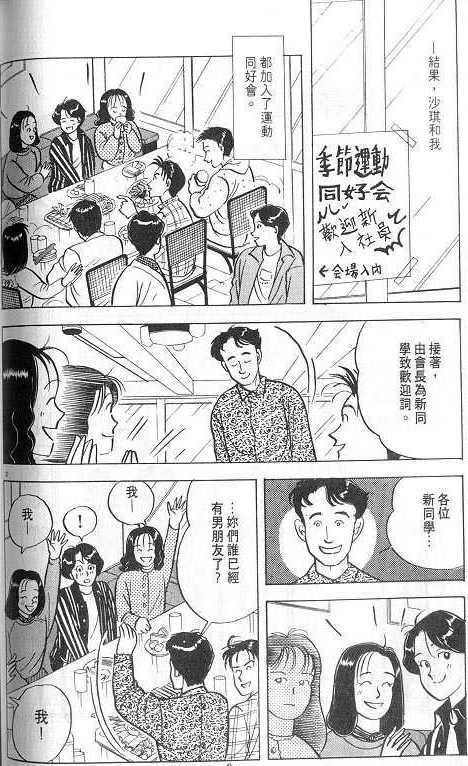 —結果，沙琪和我
季節運動
同好会
歡迎新
入社員
←会場入內
都加入了運動
同好會。
接著，
由會長為新同
學致歡迎詞。
各位
新同學…
…妳們誰已經
有男朋友了?
我—
!
我—
我!